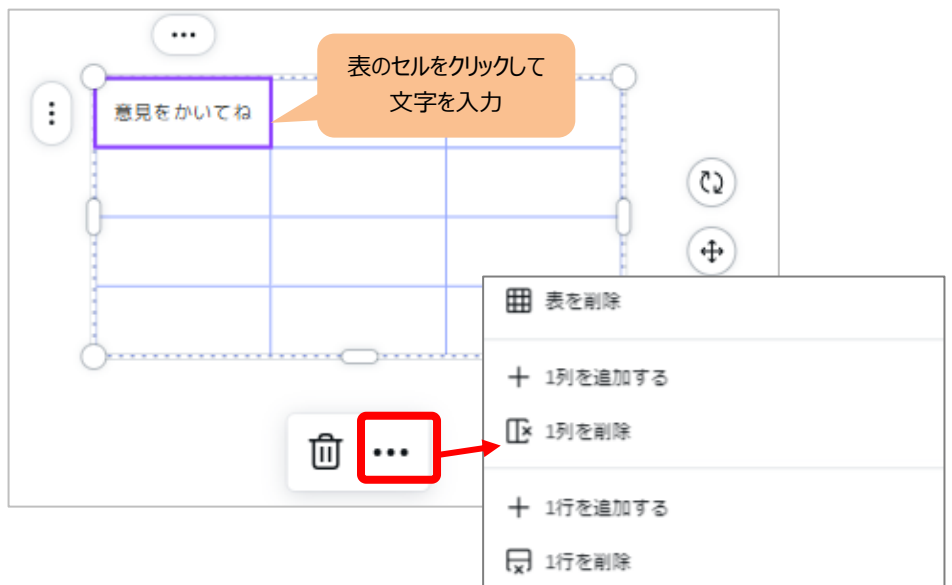 表のセルをクリックして
文字を入力
意見をかいてね
表を削除
1列を追加する
1列を削除
1行を追加する
1行を削除